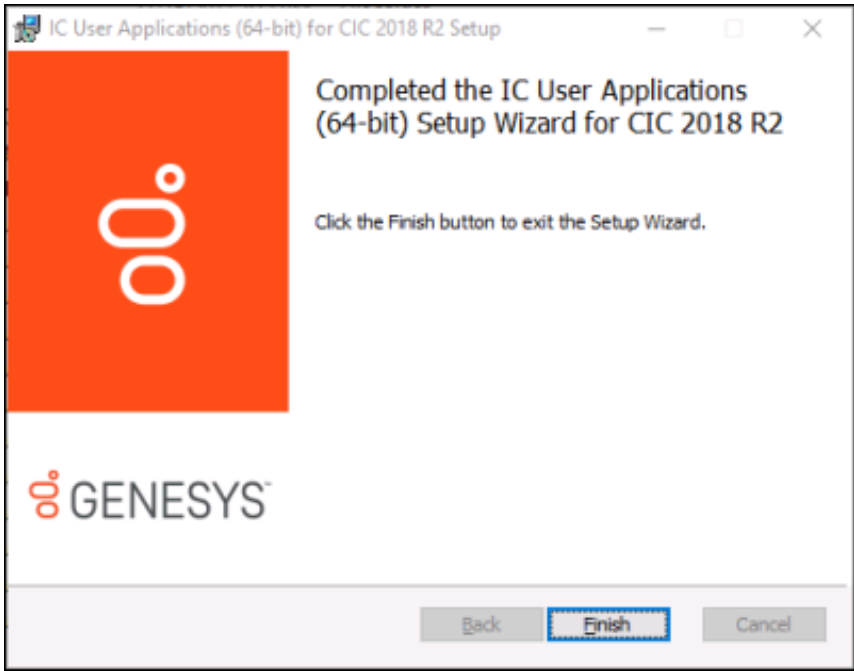 IC User Applications (64-bit) for CIC 2018 R2 Setup
Completed the IC User Applications
(64-bit) Setup Wizard for CIC 2018 R2
Click the Finish button to exit the Setup Wizard.
GENESYS™
Back
Finish
Cancel